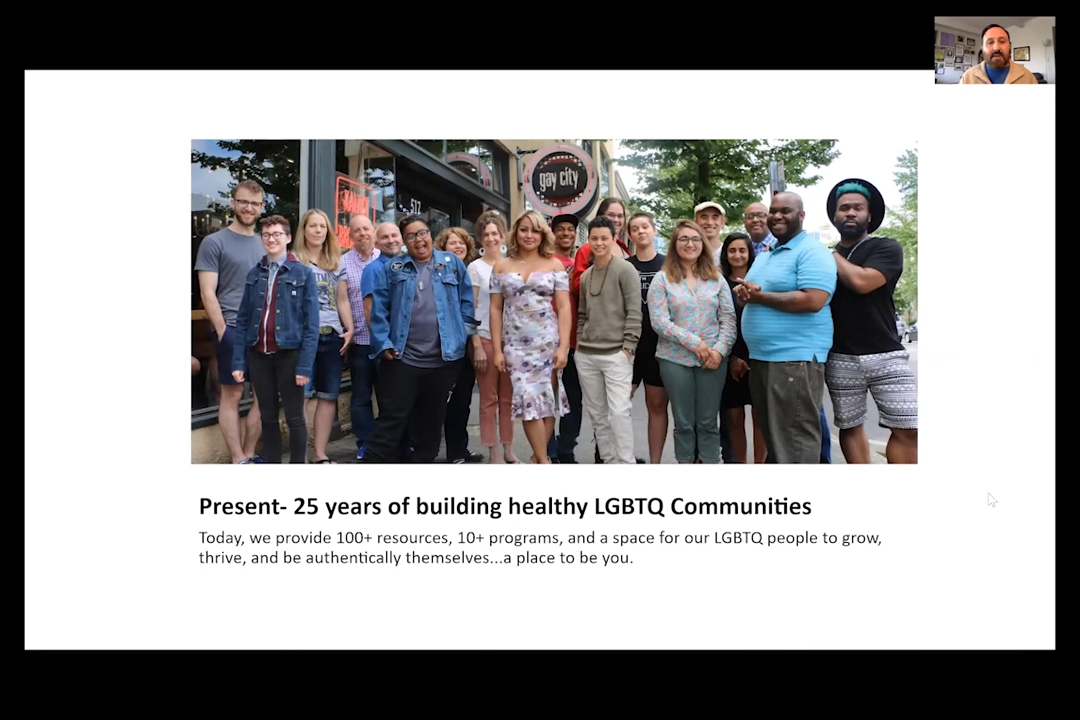 gay city
517
Present- 25 years of building healthy LGBTQ Communities
Today, we provide 100+ resources, 10+ programs, and a space for our LGBTQ people to grow,
thrive, and be authentically themselves...a place to be you.